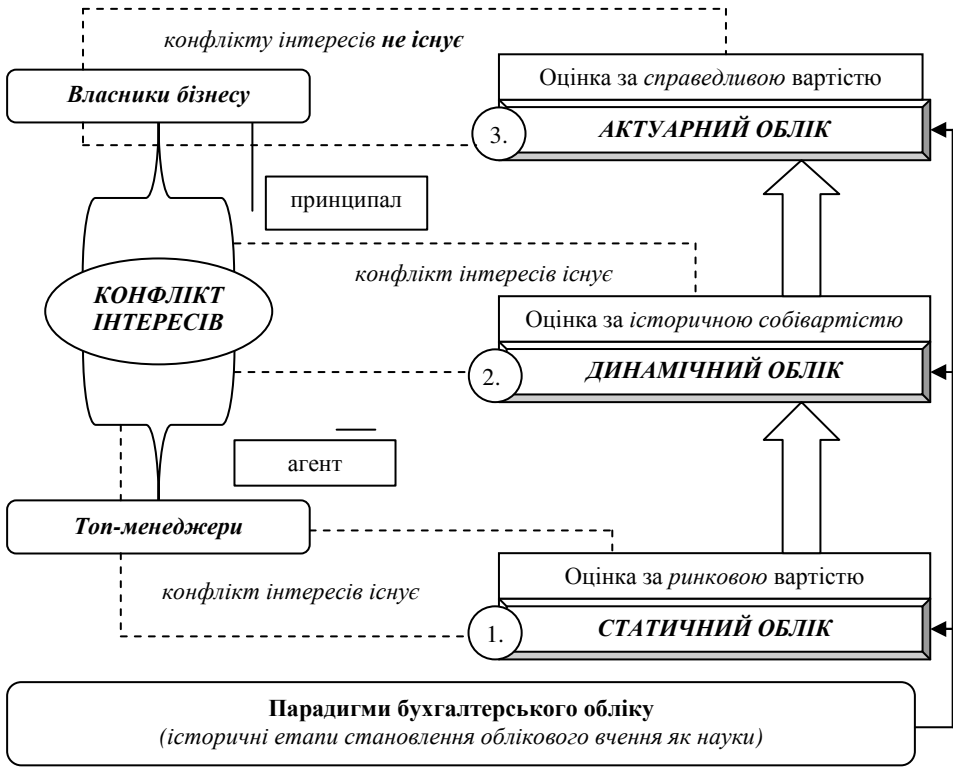 конфлікту інтересів не існує
Оцінка за справедливою вартістю
Власники бізнесу
3.
АКТУАРНИЙ ОБЛІК
принципал
конфлікт інтересів існує
КОНФЛІКТ
ІНТЕРЕСІВ
Оцінка за історичною собівартістю
2.
ДИНАМІЧНИЙ ОБЛІК
агент
Топ-менеджери
Оцінка за ринковою вартістю
конфлікт інтересів існує
1.
СТАТИЧНИЙ ОБЛІК
Парадигми бухгалтерського обліку
(історичні етапи становлення облікового вчення як науки)